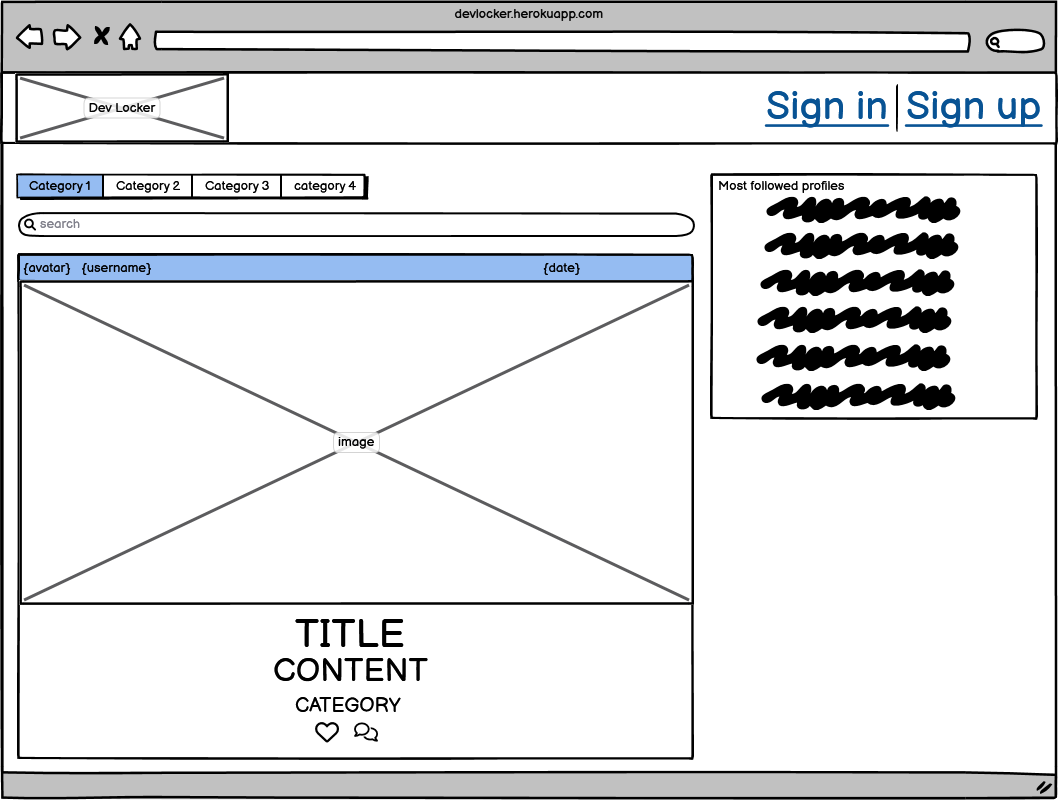 devlocker.herokuapp.com
Dev Locker
Sign in Sign up
Category 1 Category 2 Category 3 category 4
search
{avatar} {username} {date}
image
TITLE
CONTENT
CATEGORY
Most followed profiles